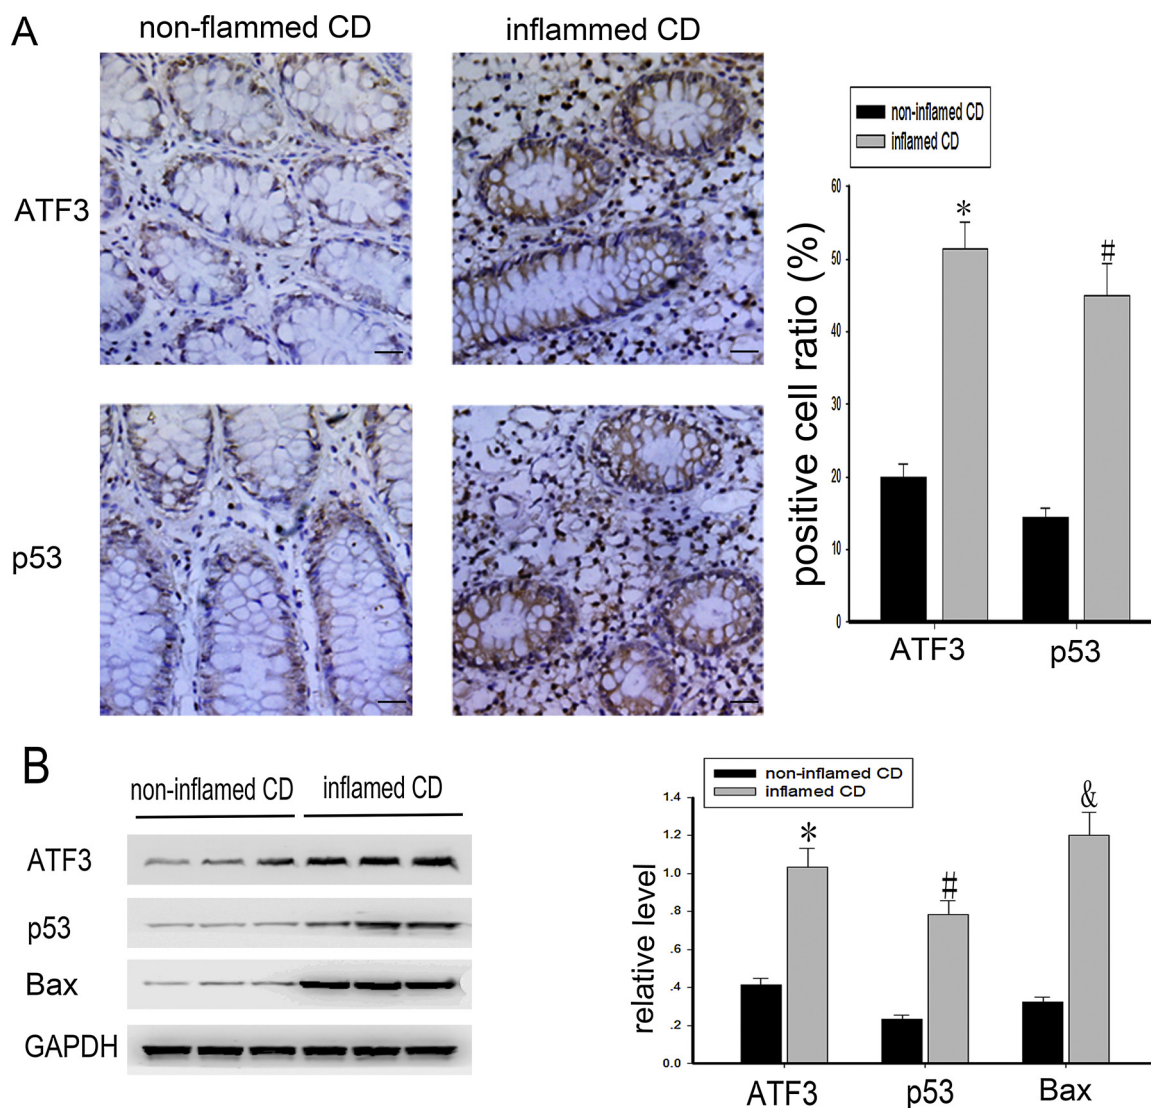 A
non-flammed CD
inflammed CD
ATF3
p53
non-inflamed CD
inflamed CD
positive cell ratio (%)
60
50
40
30
20
10
0
*
#
ATF3
p53
B
non-inflamed CD
inflamed CD
ATF3
p53
Bax
GAPDH
non-inflamed CD
inflamed CD
relative level
1.4
1.2
1.0
.8
.6
.4
.2
0.0
*
#
&
ATF3
p53
Bax